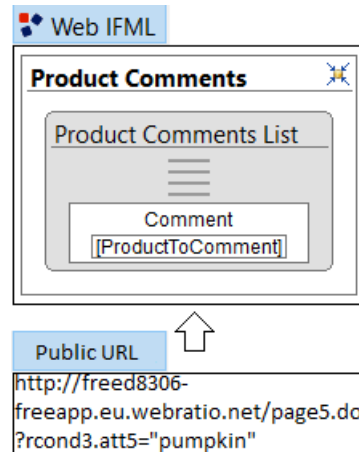 Web IFML
Product Comments
Product Comments List
Comment
[ProductToComment]
Public URL
http://freed8306-
freeapp.eu.webratio.net/page5.do
?rcond3.att5="pumpkin"